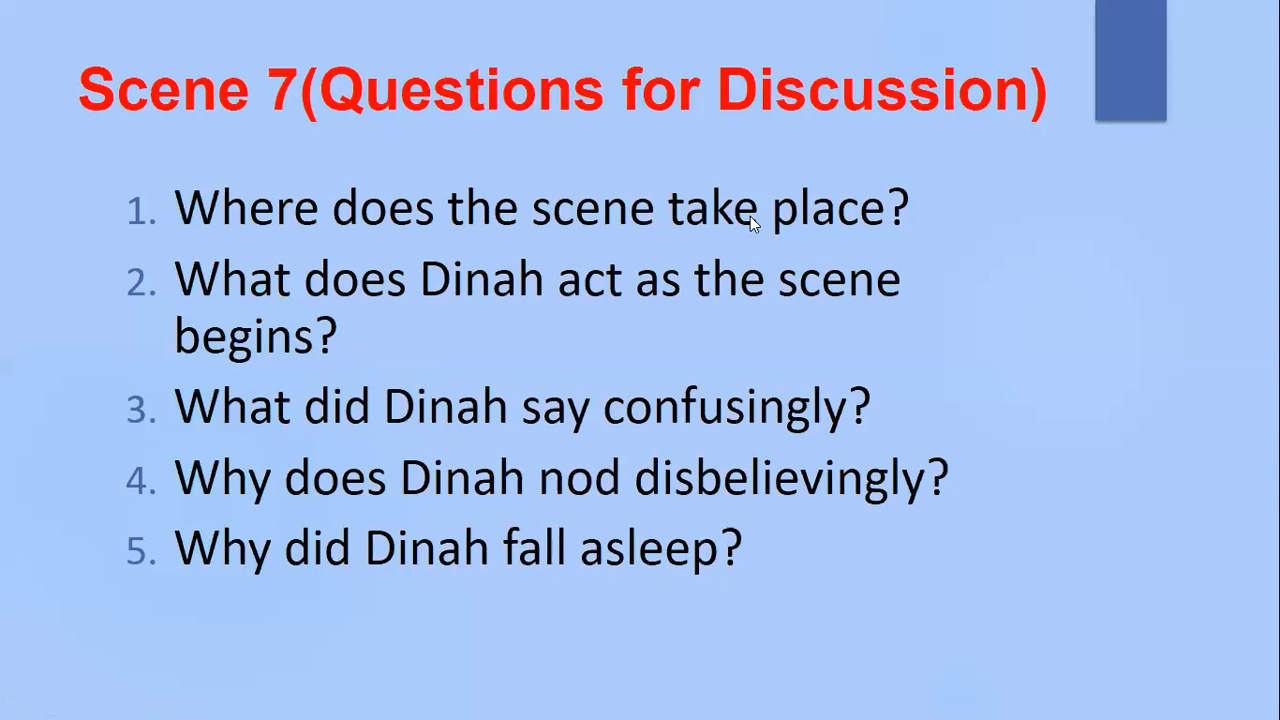 Scene 7(Questions for Discussion)
1. Where does the scene take place?
2. What does Dinah act as the scene
begins?
3. What did Dinah say confusingly?
4. Why does Dinah nod disbelievingly?
5. Why did Dinah fall asleep?